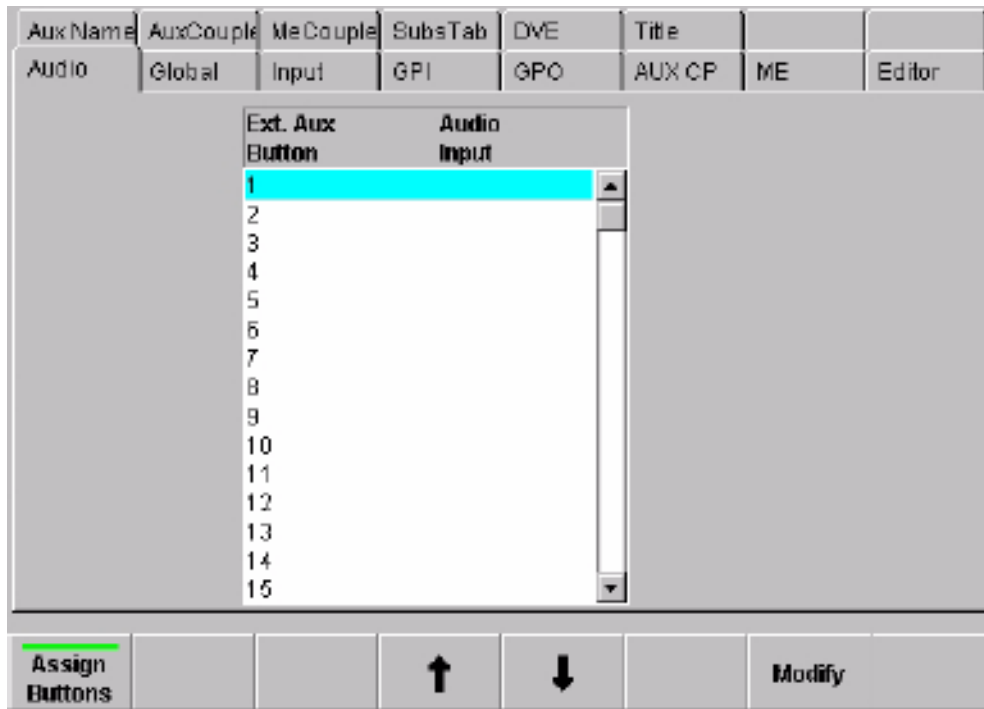 Aux Name AuxCouple MeCouple SubsTab DVE Title
Audio Global Input GPI GPO AUX CP ME Editor
Ext. Aux Audio
Button Input
1
2
3
4
5
6
7
8
9
10
11
12
13
14
15
Assign
Buttons
Modify